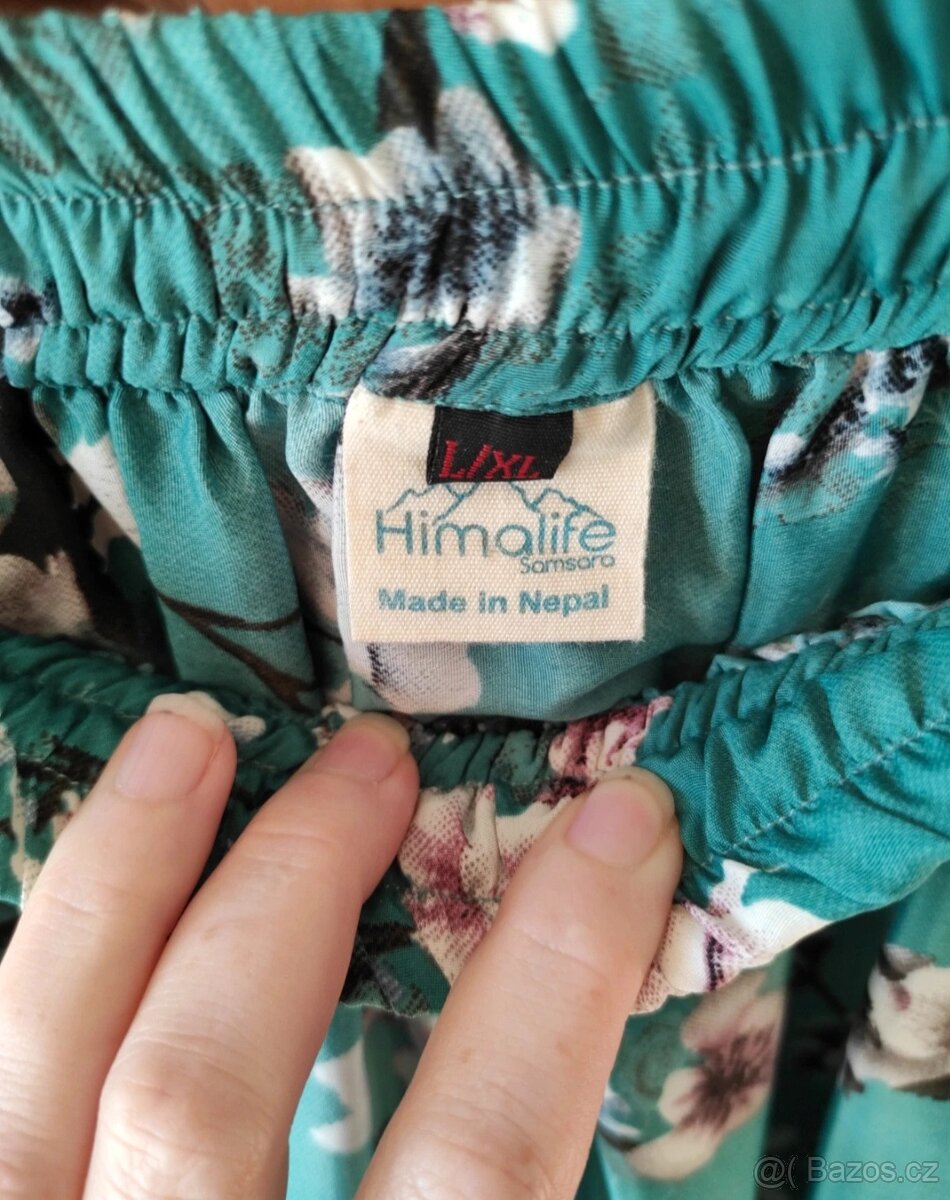 L/XL
Himalife
Samsara
Made in Nepal
@( Bazos.cz